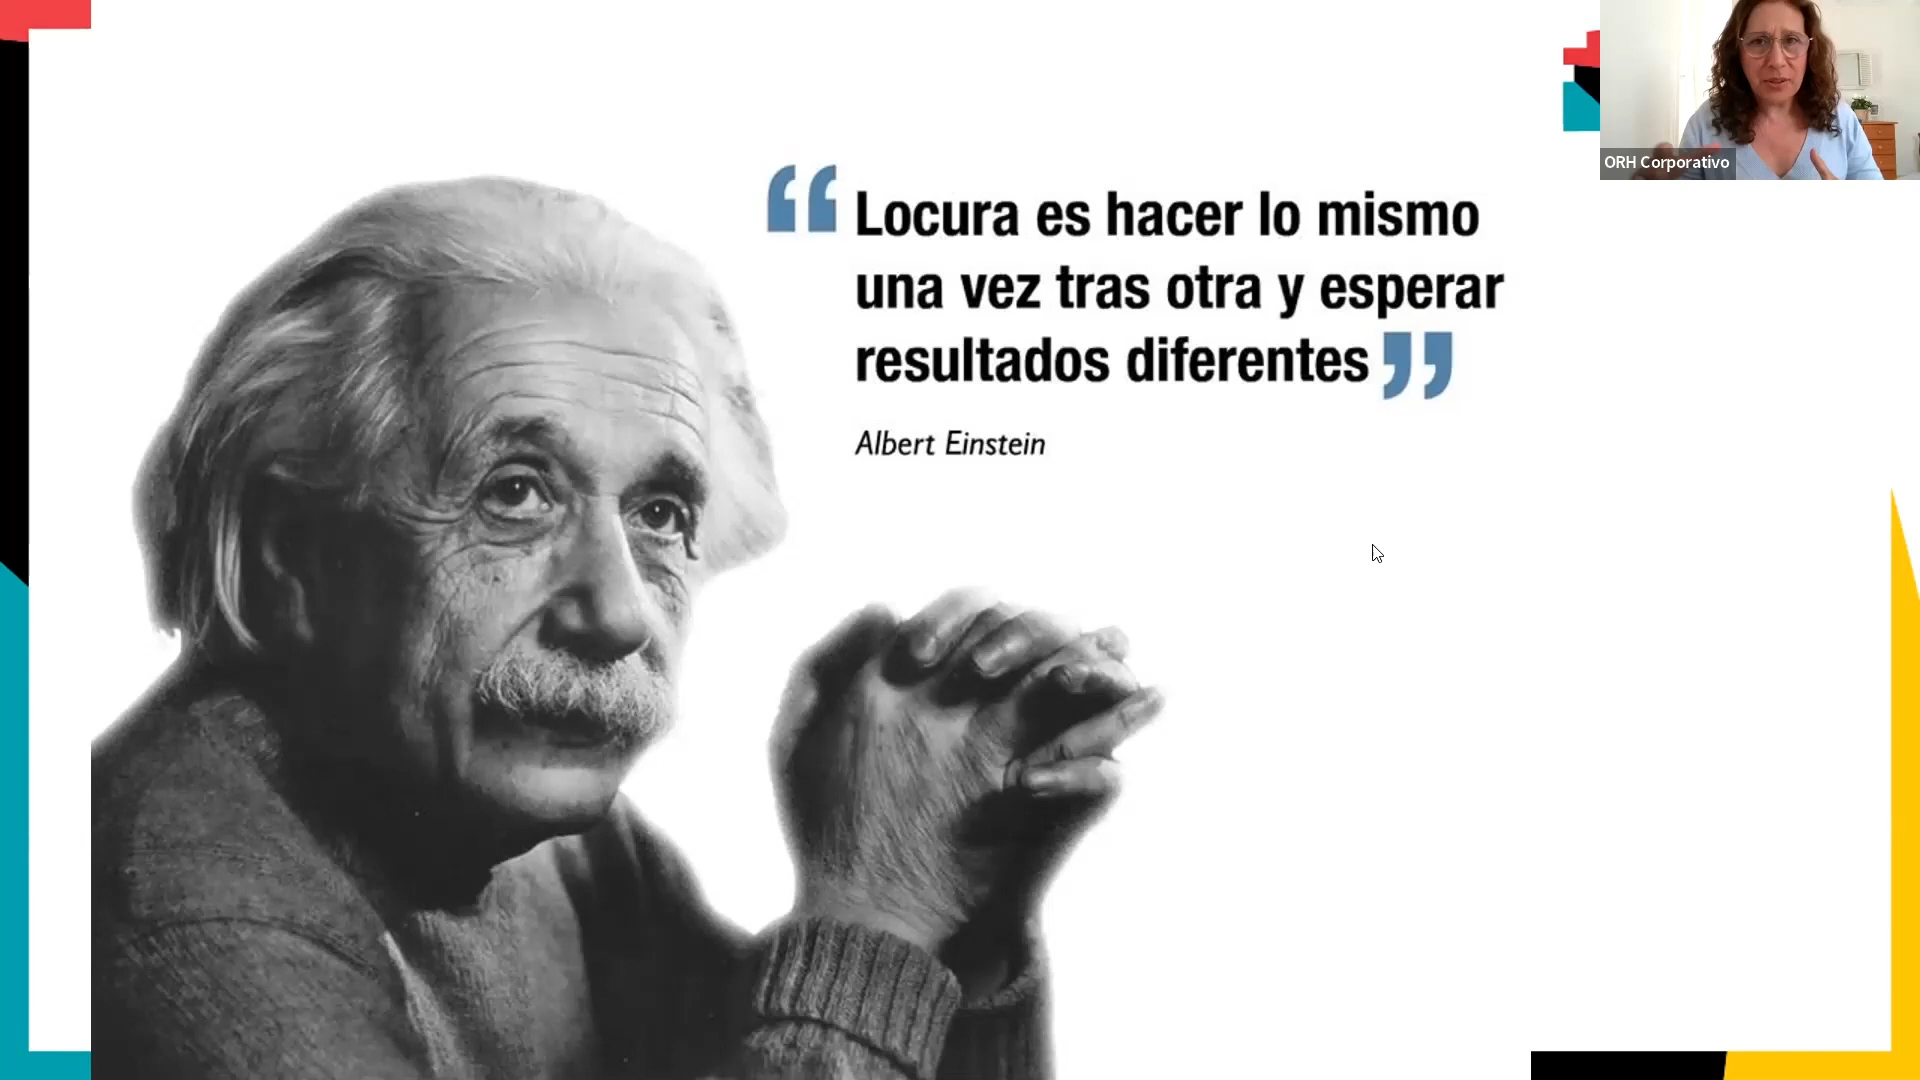 “ Locura es hacer lo mismo
una vez tras otra y esperar
resultados diferentes ”
Albert Einstein
ORH Corporativo